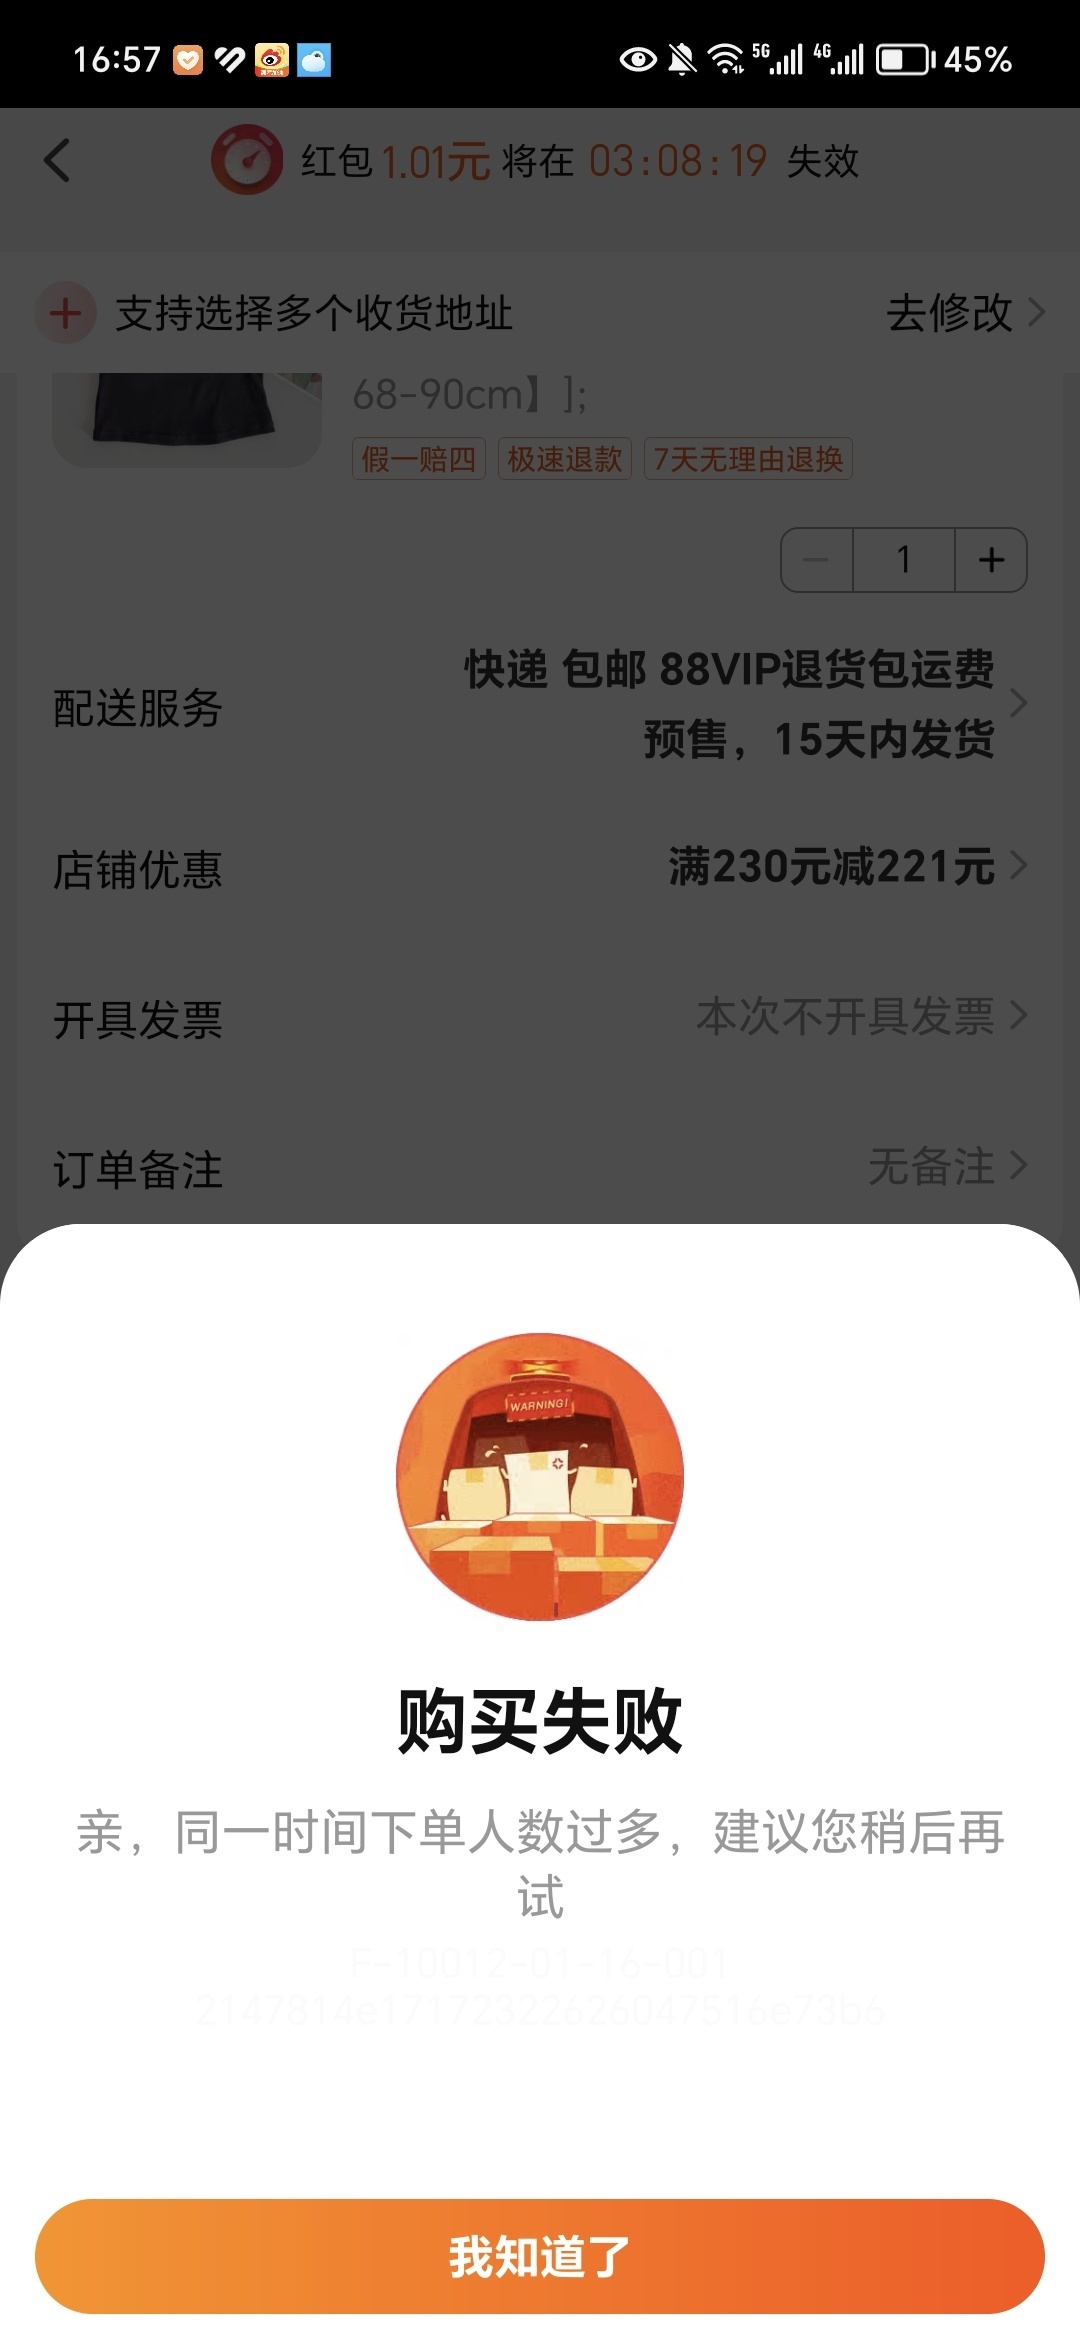 16:57
5G 4G 45%
红包1.01元 将在 03:08:19 失效
支持选择多个收货地址 去修改
68-90cm】];
假一赔四 极速退款 7天无理由退换
1
配送服务 快递 包邮 88VIP退货包运费
预售，15天内发货
店铺优惠 满230元减221元
开具发票 本次不开具发票
订单备注 无备注
WARNING!
购买失败
亲，同一时间下单人数过多，建议您稍后再
试
F-10012-01-16-001
2147814e17172322626047516e73b6
我知道了